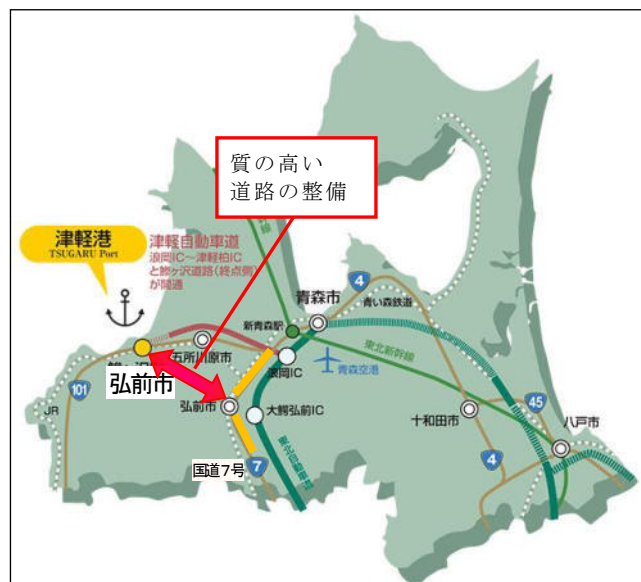 質の高い
道路の整備
津軽港
TSUGARU Port
津軽自動車道
浪岡IC～津軽柏IC
と鰺ヶ沢道路(終点側)
が開通
4
青森市
青い森鉄道
新青森駅
五所川原市
浪岡IC
青森空港
東北新幹線
101
弘前市
JR
弘前市
大鰐弘前IC
十和田市
45
八戸市
国道7号
7
4